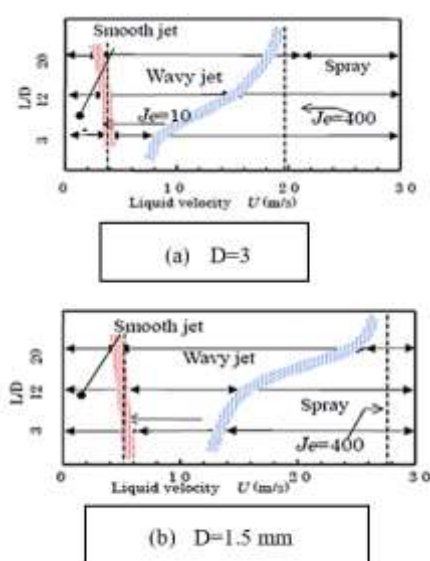 Smooth jet
Wavy jet
Spray
Je=10
Je=400
L/D
20
12
3
0 10 20 30
Liquid velocity U (m/s)
(a) D=3
Smooth jet
Wavy jet
Spray
Je=400
L/D
20
12
3
0 10 20 30
Liquid velocity U (m/s)
(b) D=1.5 mm